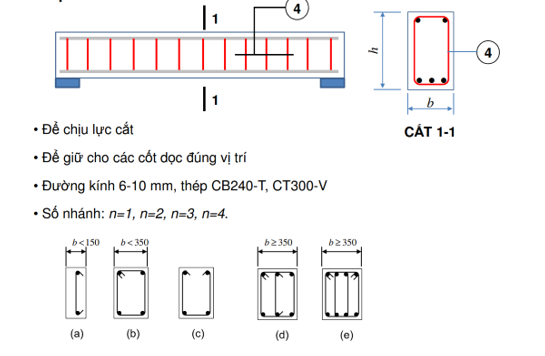 1
4
1
h
4
b
CẮT 1-1
• Để chịu lực cắt
• Để giữ cho các cốt dọc đúng vị trí
• Đường kính 6-10 mm, thép CB240-T, CT300-V
• Số nhánh: n=1, n=2, n=3, n=4.
b<150 b<350 b≥350 b≥350
(a) (b) (c) (d) (e)